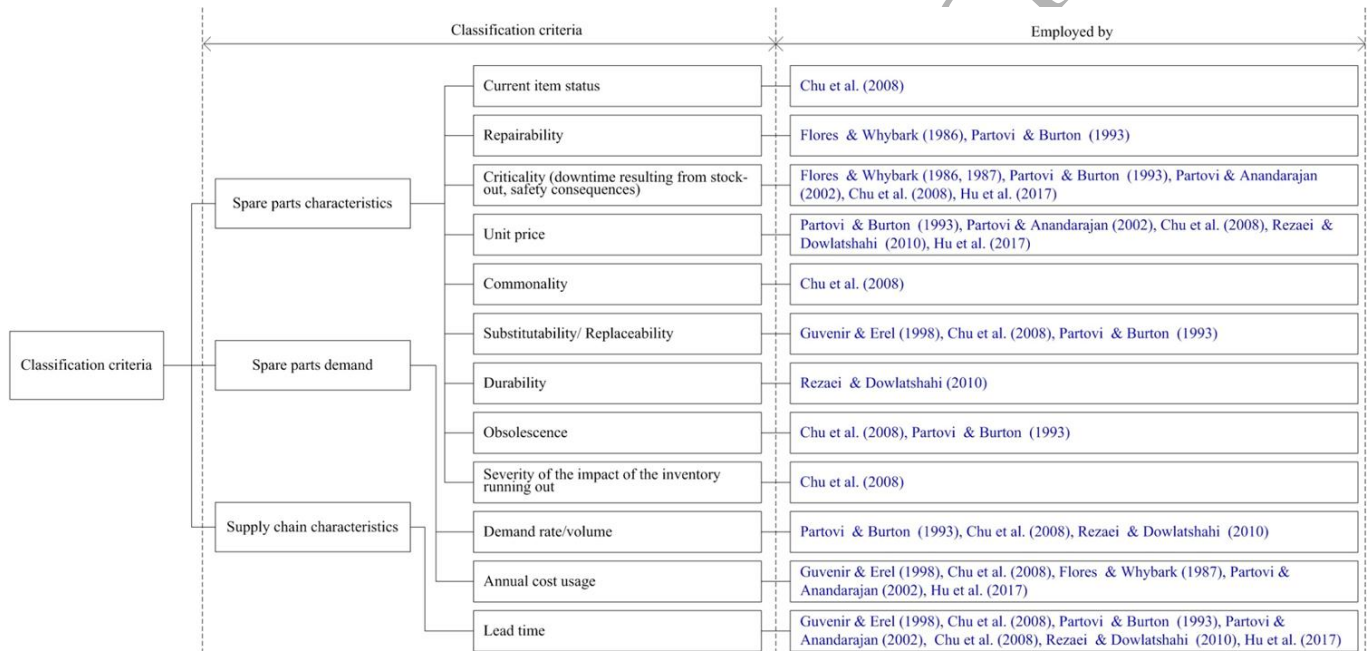 Classification criteria
Employed by
Current item status
Chu et al. (2008)
Repairability
Flores & Whybark (1986), Partovi & Burton (1993)
Criticality (downtime resulting from stock-
out, safety consequences)
Flores & Whybark (1986, 1987), Partovi & Burton (1993), Partovi & Anandarajan
(2002), Chu et al. (2008), Hu et al. (2017)
Spare parts characteristics
Unit price
Partovi & Burton (1993), Partovi & Anandarajan (2002), Chu et al. (2008), Rezaei &
Dowlatshahi (2010), Hu et al. (2017)
Commonality
Chu et al. (2008)
Substitutability/ Replaceability
Guvenir & Erel (1998), Chu et al. (2008), Partovi & Burton (1993)
Classification criteria
Spare parts demand
Durability
Rezaei & Dowlatshahi (2010)
Obsolescence
Chu et al. (2008), Partovi & Burton (1993)
Severity of the impact of the inventory
running out
Chu et al. (2008)
Supply chain characteristics
Demand rate/volume
Partovi & Burton (1993), Chu et al. (2008), Rezaei & Dowlatshahi (2010)
Annual cost usage
Guvenir & Erel (1998), Chu et al. (2008), Flores & Whybark (1987), Partovi &
Anandarajan (2002), Hu et al. (2017)
Lead time
Guvenir & Erel (1998), Chu et al. (2008), Partovi & Burton (1993), Partovi &
Anandarajan (2002), Chu et al. (2008), Rezaei & Dowlatshahi (2010), Hu et al. (2017)